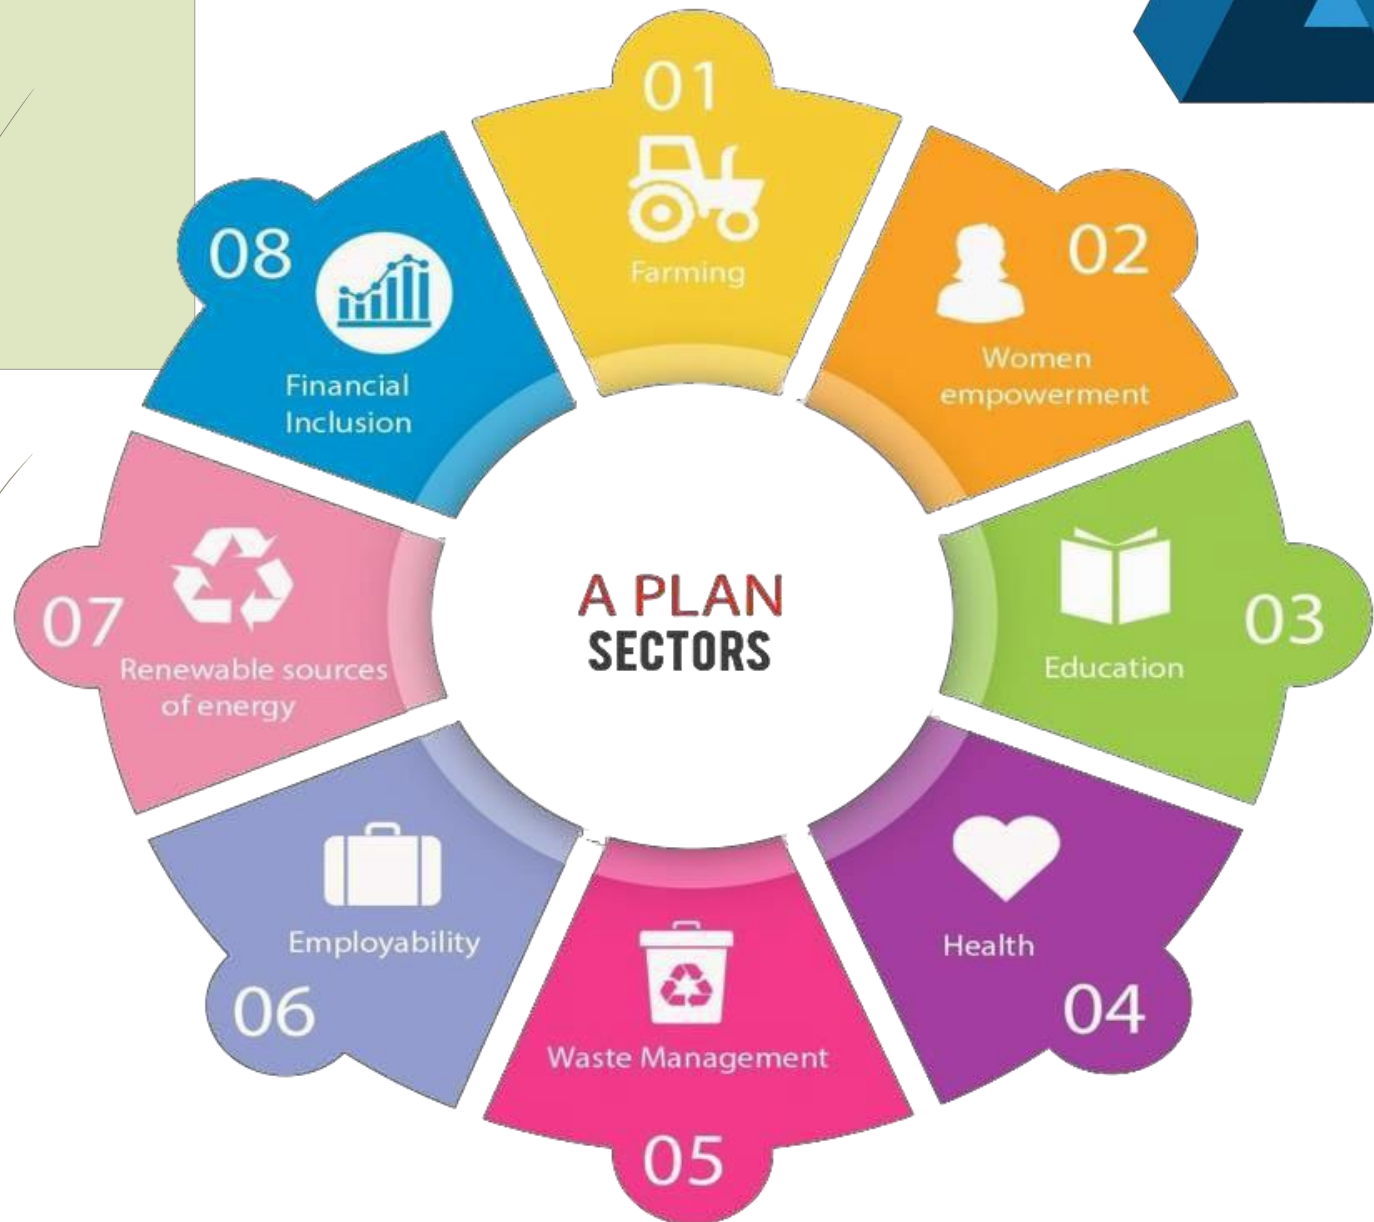 01
Farming
02
Women
empowerment
03
Education
04
Health
05
Waste Management
06
Employability
07
Renewable sources
of energy
08
Financial
Inclusion
A PLAN
SECTORS